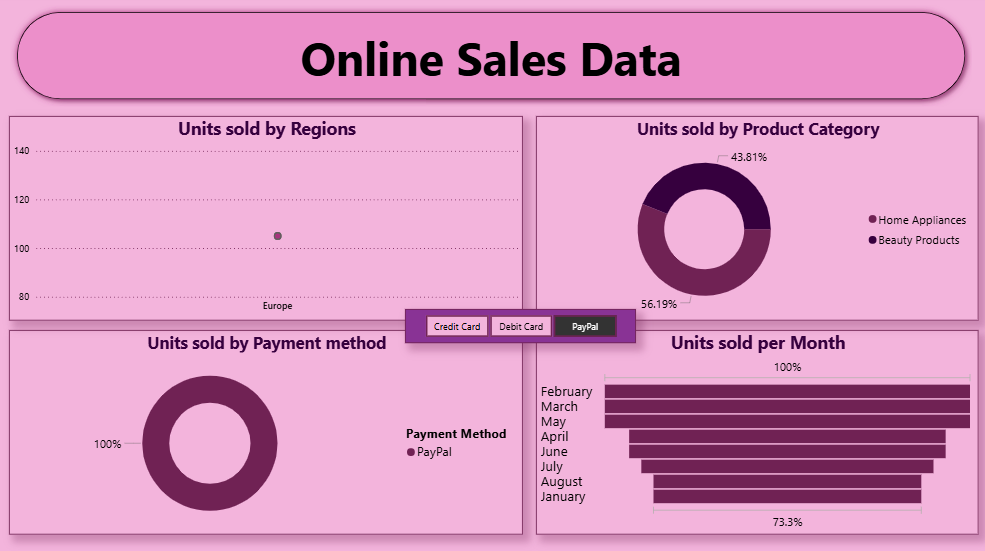 Online Sales Data
Units sold by Regions
140
120
100
80
Europe
Units sold by Product Category
43.81%
56.19%
Home Appliances
Beauty Products
Credit Card
Debit Card
PayPal
Units sold by Payment method
100%
Payment Method
PayPal
Units sold per Month
100%
February
March
May
April
June
July
August
January
73.3%